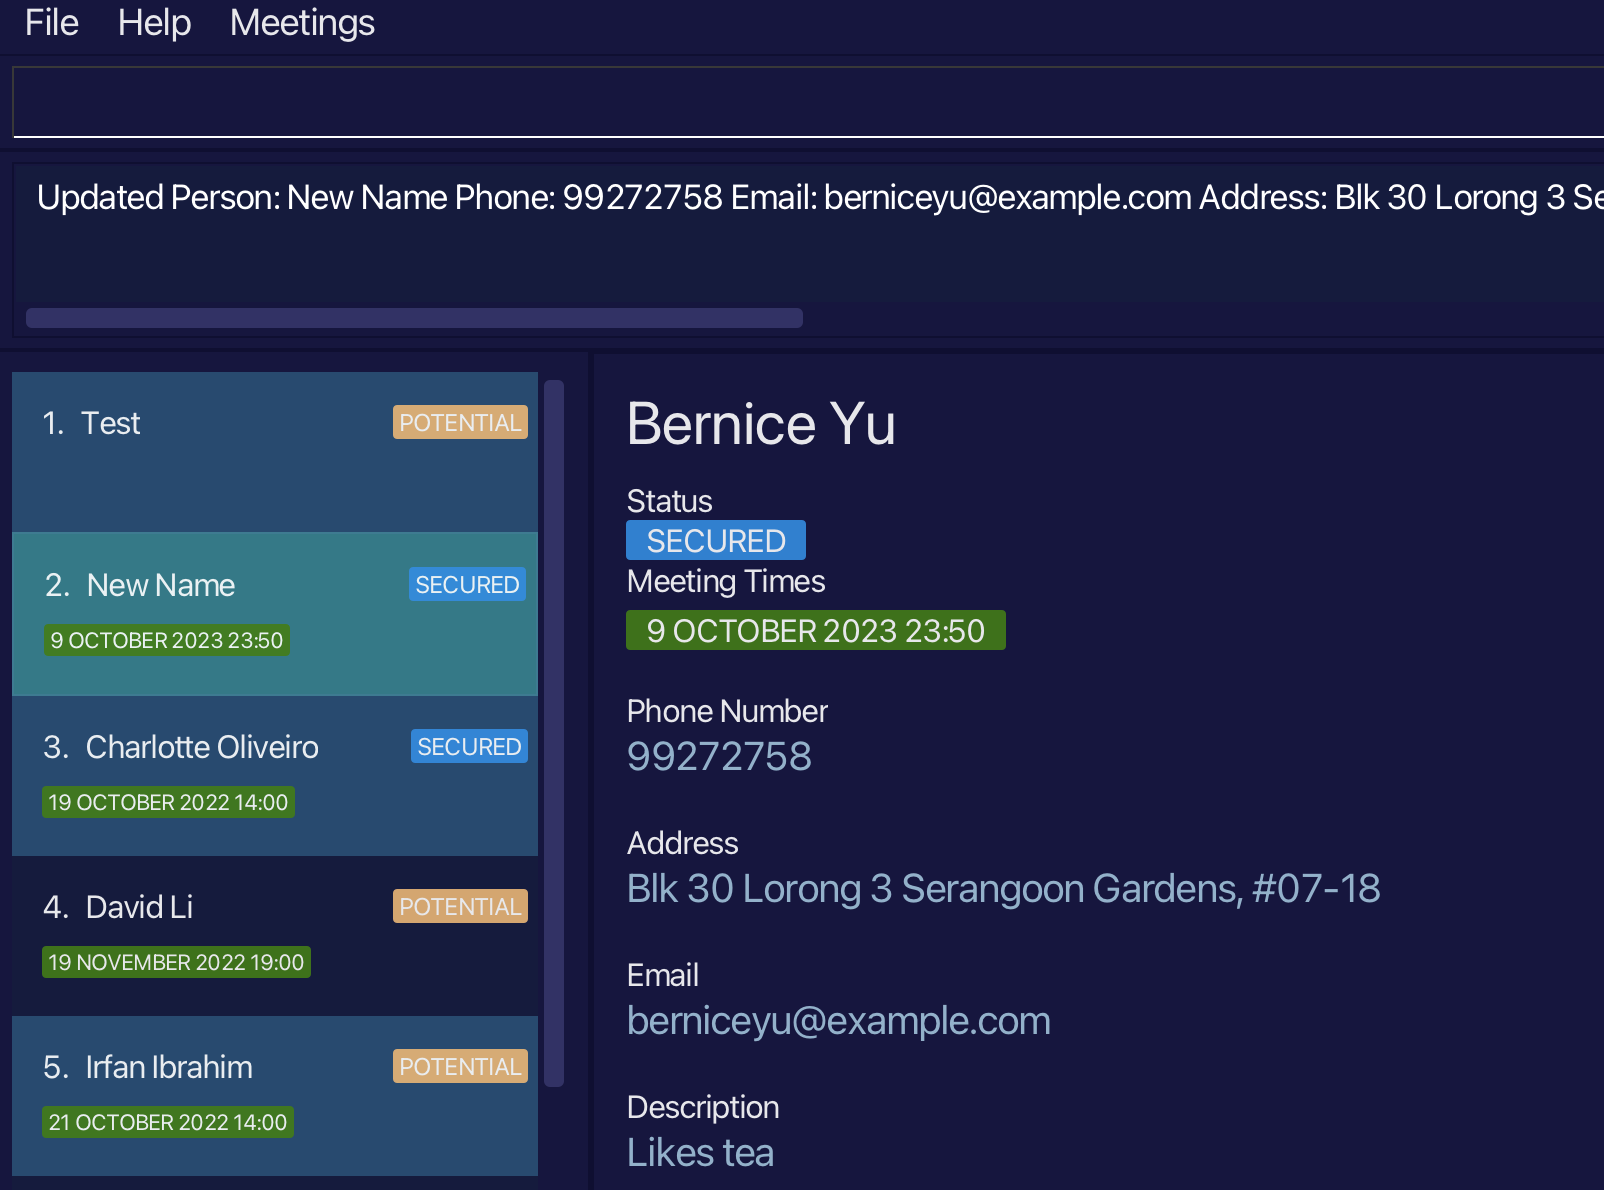 File Help Meetings
Updated Person: New Name Phone: 99272758 Email: berniceyu@example.com Address: Blk 30 Lorong 3 Se
1. Test POTENTIAL
2. New Name SECURED
9 OCTOBER 2023 23:50
3. Charlotte Oliveiro SECURED
19 OCTOBER 2022 14:00
4. David Li POTENTIAL
19 NOVEMBER 2022 19:00
5. Irfan Ibrahim POTENTIAL
21 OCTOBER 2022 14:00
Bernice Yu
Status
SECURED
Meeting Times
9 OCTOBER 2023 23:50
Phone Number
99272758
Address
Blk 30 Lorong 3 Serangoon Gardens, #07-18
Email
berniceyu@example.com
Description
Likes tea